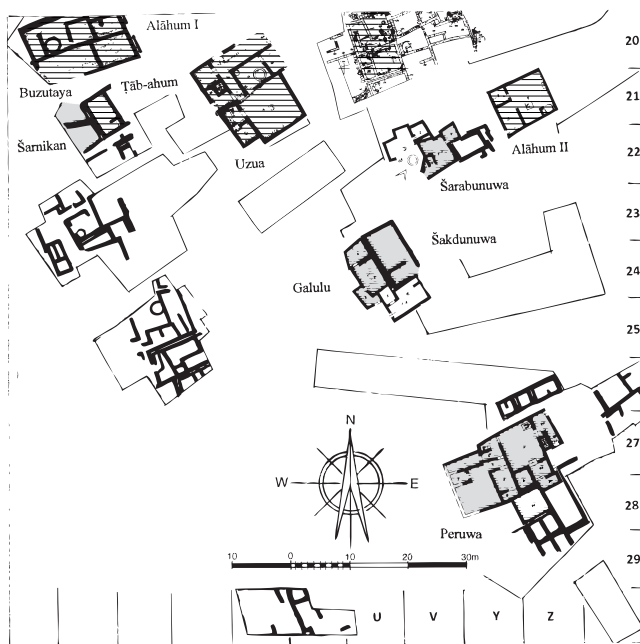 Alāhum I
20
Buzutaya
Ṭāb-ahum
21
Šarnikan
Uzua
Alāhum II
22
Šarabunuwa
23
Šakdunuwa
24
Galulu
25
N
27
W
E
28
Peruwa
10 0 10 20 30m
29
U V Y Z